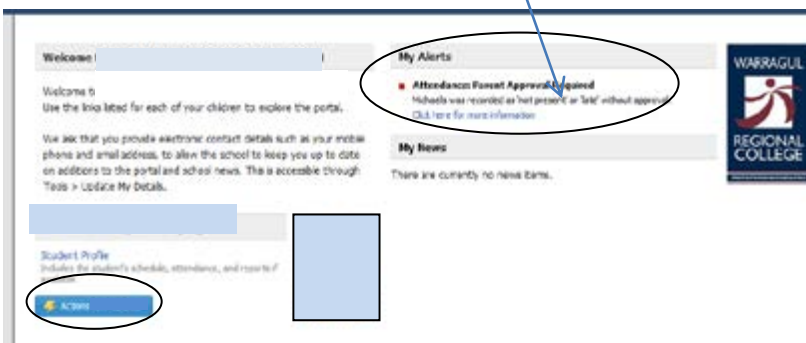 Welcome
Welcome t
Use the links listed for each of your children to explore the portal.
We ask that you provide electronic contact details such as your mobile
phone and email address, to allow the school to keep you up to date
on additions to the portal and school news. This is accessible through
Tools > Update My Details.
Student Profile
Includes the student's schedule, attendance, and reports if
Actions
My Alerts
Attendance: Parent Approval Required
was recorded as 'not present' or 'late' without approval
Click here for more information
My News
There are currently no news items.
WARRAGUL
REGIONAL
COLLEGE